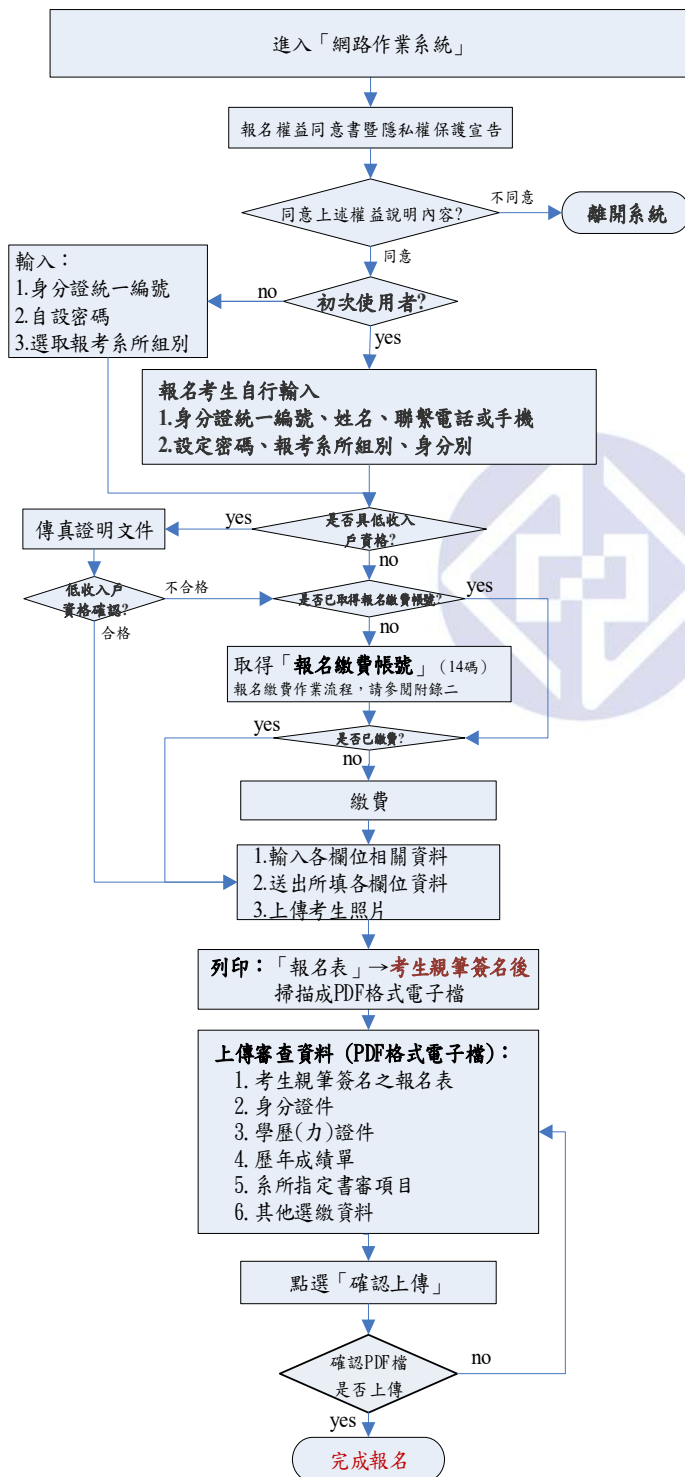 進入「網路作業系統」
報名權益同意書暨隱私權保護宣告
同意上述權益說明內容?
不同意
離開系統
同意
輸入：
1.身分證統一編號
2.自設密碼
3.選取報考系所組別
no
初次使用者?
yes
報名考生自行輸入
1.身分證統一編號、姓名、聯繫電話或手機
2.設定密碼、報考系所組別、身分別
傳真證明文件
yes
是否具低收入
戶資格?
no
低收入戶
資格確認?
不合格
合格
是否已取得報名繳費帳號?
yes
no
取得「報名繳費帳號」（14碼）
報名繳費作業流程，請參閱附錄二
yes
是否已繳費?
no
繳費
1.輸入各欄位相關資料
2.送出所填各欄位資料
3.上傳考生照片
列印：「報名表」→考生親筆簽名後
掃描成PDF格式電子檔
上傳審查資料 (PDF格式電子檔)：
1. 考生親筆簽名之報名表
2. 身分證件
3. 學歷(力)證件
4. 歷年成績單
5. 系所指定書審項目
6. 其他選繳資料
點選「確認上傳」
確認PDF檔
是否上傳
no
yes
完成報名